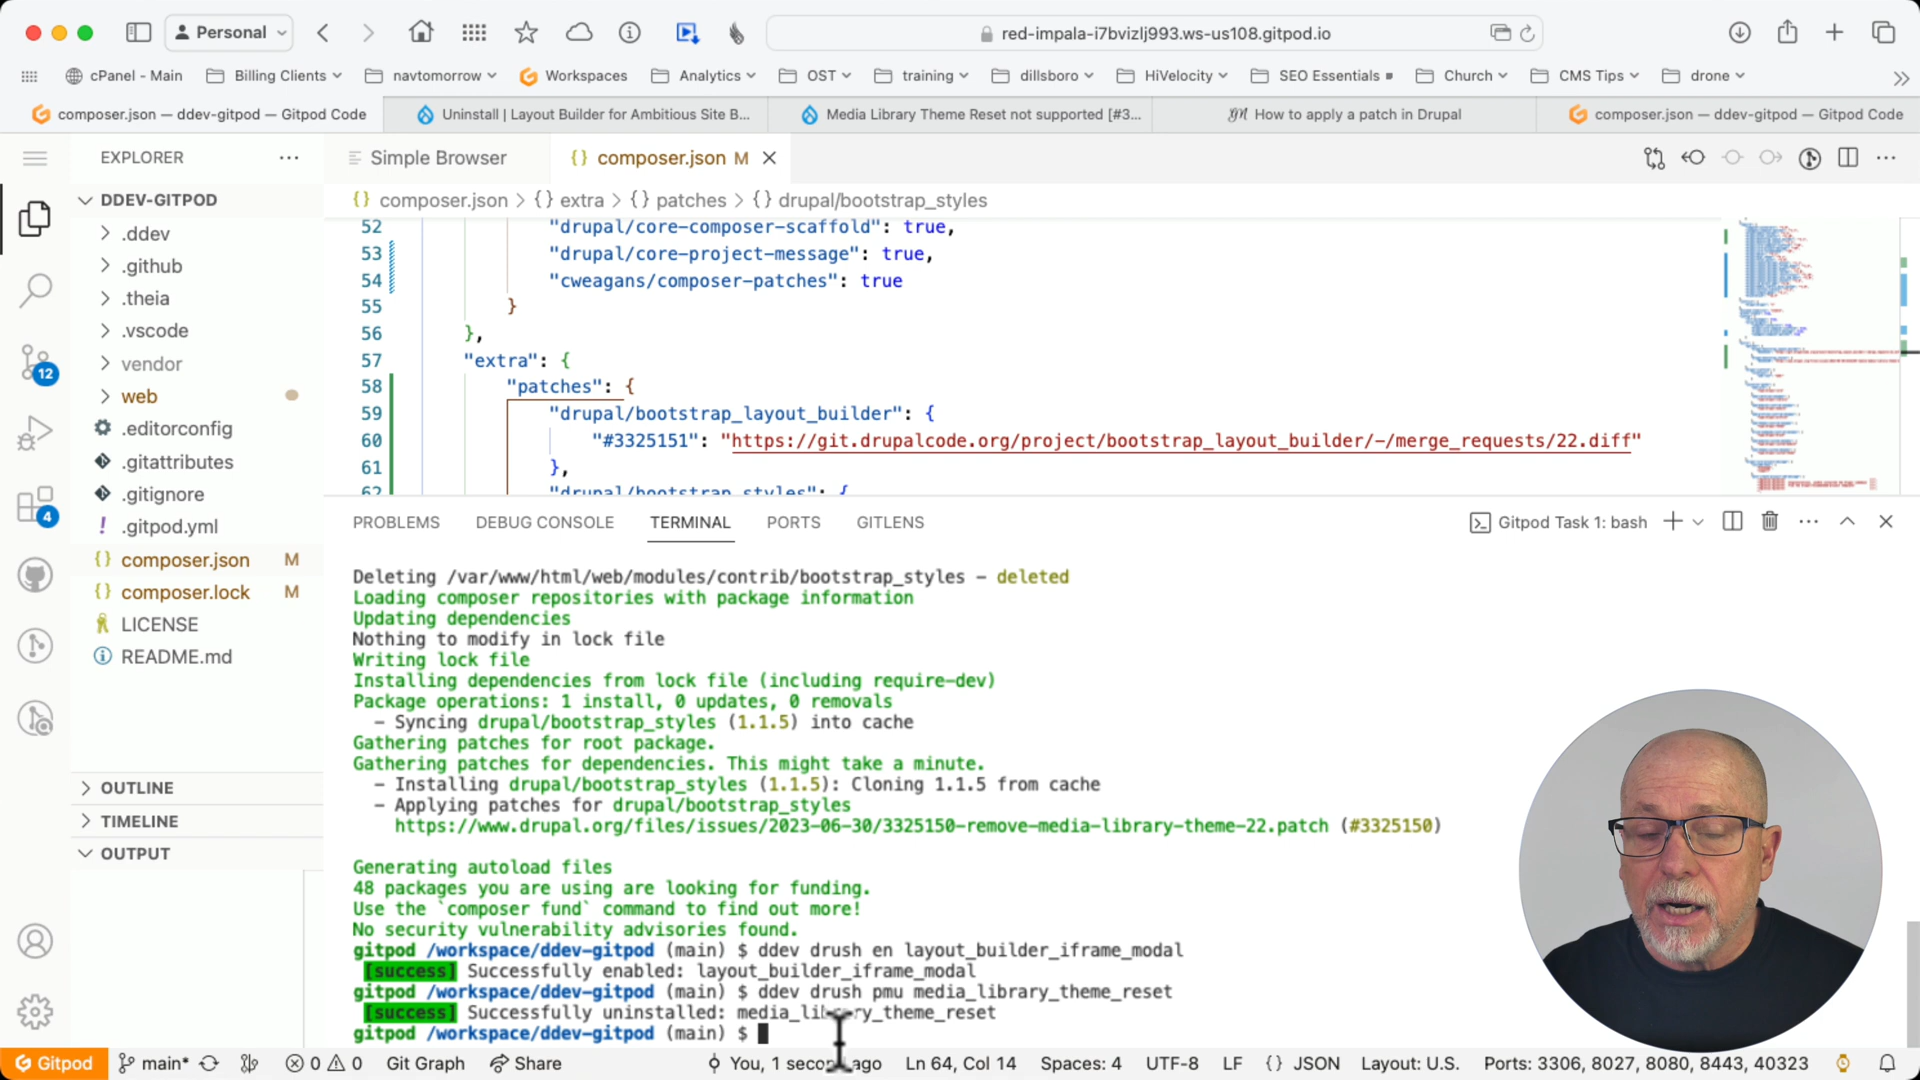 Personal
red-impala-i7bvizlj993.ws-us108.gitpod.io
cPanel - Main
Billing Clients
navtomorrow
Workspaces
Analytics
OST
training
dillsboro
HiVelocity
SEO Essentials
Church
CMS Tips
drone
composer.json — ddev-gitpod — Gitpod Code
Uninstall | Layout Builder for Ambitious Site B...
Media Library Theme Reset not supported [#3...
How to apply a patch in Drupal
composer.json — ddev-gitpod — Gitpod Code
EXPLORER
Simple Browser
{} composer.json M
DDEV-GITPOD
{} composer.json > {} extra > {} patches > {} drupal/bootstrap_styles
.ddev
.github
.theia
.vscode
vendor
web
.editorconfig
.gitattributes
.gitignore
! .gitpod.yml
{} composer.json M
{} composer.lock M
LICENSE
README.md
OUTLINE
TIMELINE
OUTPUT
12
4
52 "drupal/core-composer-scaffold": true,
53 "drupal/core-project-message": true,
54 "cweagans/composer-patches": true
55 }
56 },
57 "extra": {
58 "patches": {
59 "drupal/bootstrap_layout_builder": {
60 "#3325151": "https://git.drupalcode.org/project/bootstrap_layout_builder/-/merge_requests/22.diff"
61 },
62 "drupal/bootstrap_styles": {
PROBLEMS
DEBUG CONSOLE
TERMINAL
PORTS
GITLENS
Gitpod Task 1: bash
Deleting /var/www/html/web/modules/contrib/bootstrap_styles - deleted
Loading composer repositories with package information
Updating dependencies
Nothing to modify in lock file
Writing lock file
Installing dependencies from lock file (including require-dev)
Package operations: 1 install, 0 updates, 0 removals
- Syncing drupal/bootstrap_styles (1.1.5) into cache
Gathering patches for root package.
Gathering patches for dependencies. This might take a minute.
- Installing drupal/bootstrap_styles (1.1.5): Cloning 1.1.5 from cache
- Applying patches for drupal/bootstrap_styles
https://www.drupal.org/files/issues/2023-06-30/3325150-remove-media-library-theme-22.patch (#3325150)
Generating autoload files
48 packages you are using are looking for funding.
Use the `composer fund` command to find out more!
No security vulnerability advisories found.
gitpod /workspace/ddev-gitpod (main) $ ddev drush en layout_builder_iframe_modal
[success] Successfully enabled: layout_builder_iframe_modal
gitpod /workspace/ddev-gitpod (main) $ ddev drush pmu media_library_theme_reset
[success] Successfully uninstalled: media_library_theme_reset
gitpod /workspace/ddev-gitpod (main) $
Gitpod
main*
0
0
Git Graph
Share
You, 1 second ago
Ln 64, Col 14
Spaces: 4
UTF-8
LF
{} JSON
Layout: U.S.
Ports: 3306, 8027, 8080, 8443, 40323